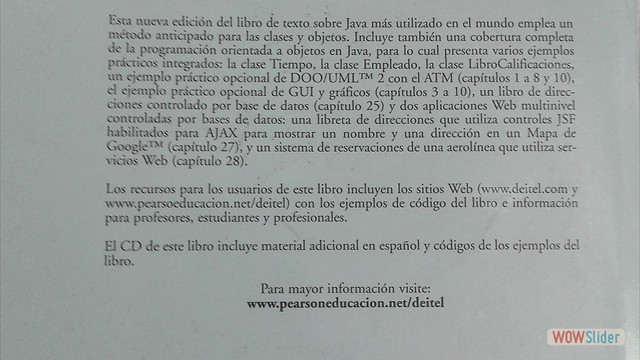 Esta nueva edición del libro de texto sobre Java más utilizado en el mundo emplea un
método anticipado para las clases y objetos. Incluye también una cobertura completa
de la programación orientada a objetos en Java, para lo cual presenta varios ejemplos
prácticos integrados: la clase Tiempo, la clase Empleado, la clase LibroCalificaciones,
un ejemplo práctico opcional de DOO/UML™ 2 con el ATM (capítulos 1 a 8 y 10),
el ejemplo práctico opcional de GUI y gráficos (capítulos 3 a 10), un libro de direc-
ciones controlado por base de datos (capítulo 25) y dos aplicaciones Web multinivel
controladas por bases de datos: una libreta de direcciones que utiliza controles JSF
habilitados para AJAX para mostrar un nombre y una dirección en un Mapa de
Google™ (capítulo 27), y un sistema de reservaciones de una aerolínea que utiliza ser-
vicios Web (capítulo 28).
Los recursos para los usuarios de este libro incluyen los sitios Web (www.deitel.com y
www.pearsoneducacion.net/deitel) con los ejemplos de código del libro e información
para profesores, estudiantes y profesionales.
El CD de este libro incluye material adicional en español y códigos de los ejemplos del
libro.
Para mayor información visite:
www.pearsoneducacion.net/deitel
WOWSlider